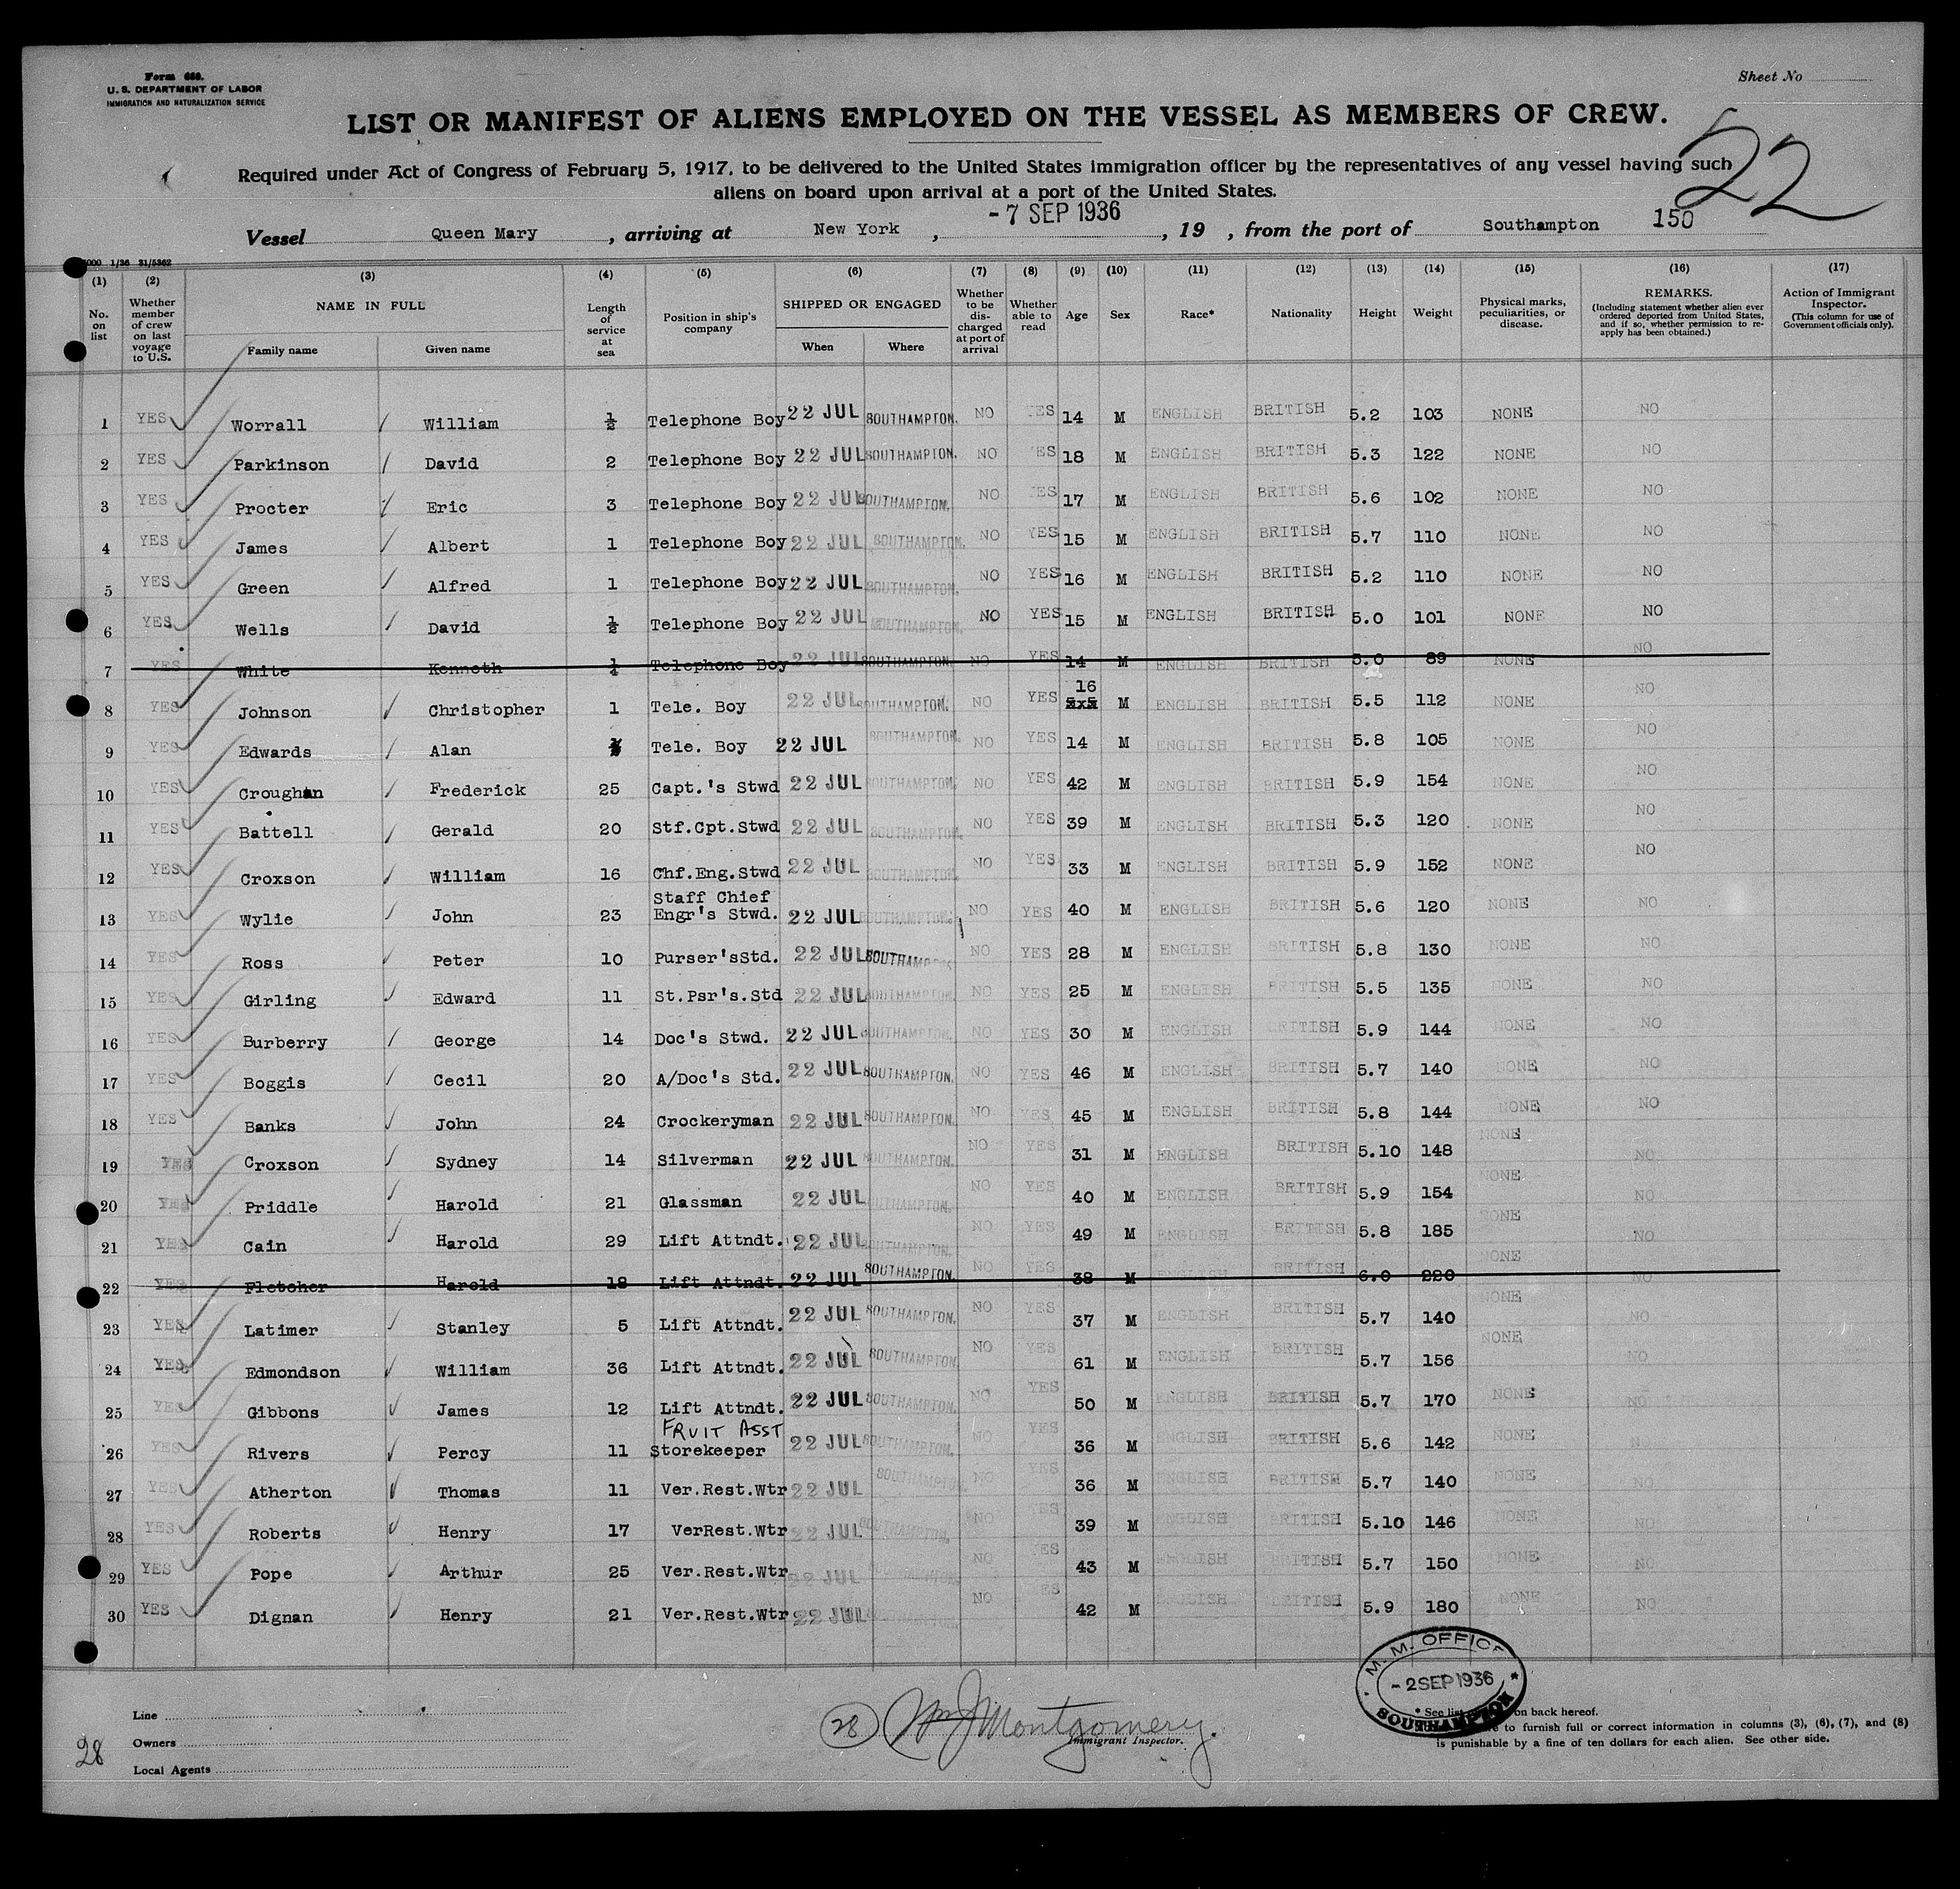 Form 680.
U. S. DEPARTMENT OF LABOR
IMMIGRATION AND NATURALIZATION SERVICE
Sheet No
LIST OR MANIFEST OF ALIENS EMPLOYED ON THE VESSEL AS MEMBERS OF CREW.
22
Required under Act of Congress of February 5, 1917, to be delivered to the United States immigration officer by the representatives of any vessel having such
aliens on board upon arrival at a port of the United States.
Vessel Queen Mary, arriving at New York, - 7 SEP 1936, 19 , from the port of Southampton 150
1/36 31/5362
(1) No. on list
(2) Whether member of crew on last voyage to U.S.
(3) NAME IN FULL Family name Given name
(4) Length of service at sea
(5) Position in ship's company
(6) SHIPPED OR ENGAGED When Where
(7) Whether to be discharged at port of arrival
(8) Whether able to read
(9) Age
(10) Sex
(11) Race*
(12) Nationality
(13) Height
(14) Weight
(15) Physical marks, peculiarities, or disease.
(16) REMARKS. (Including statement whether alien ever ordered deported from United States, and if so, whether permission to re-apply has been obtained.)
(17) Action of Immigrant Inspector. (This column for use of Government officials only).
1 YES Worrall William ½ Telephone Boy 22 JUL SOUTHAMPTON. NO YES 14 M ENGLISH BRITISH 5.2 103 NONE NO
2 YES Parkinson David 2 Telephone Boy 22 JUL SOUTHAMPTON. NO YES 18 M ENGLISH BRITISH 5.3 122 NONE NO
3 YES Procter Eric 3 Telephone Boy 22 JUL SOUTHAMPTON. NO YES 17 M ENGLISH BRITISH 5.6 102 NONE NO
4 YES James Albert 1 Telephone Boy 22 JUL SOUTHAMPTON. NO YES 15 M ENGLISH BRITISH 5.7 110 NONE NO
5 YES Green Alfred 1 Telephone Boy 22 JUL SOUTHAMPTON. NO YES 16 M ENGLISH BRITISH 5.2 110 NONE NO
6 YES Wells David ½ Telephone Boy 22 JUL SOUTHAMPTON. NO YES 15 M ENGLISH BRITISH 5.0 101 NONE NO
7 YES White Kenneth Telephone Boy 22 JUL SOUTHAMPTON. NO YES 14 M ENGLISH BRITISH 5.0 89 NONE NO
8 YES Johnson Christopher 1 Tele. Boy 22 JUL SOUTHAMPTON. NO YES 16 M ENGLISH BRITISH 5.5 112 NONE NO
9 YES Edwards Alan Tele. Boy 22 JUL SOUTHAMPTON. NO YES 14 M ENGLISH BRITISH 5.8 105 NONE NO
10 YES Croughan Frederick 25 Capt.'s Stwd 22 JUL SOUTHAMPTON. NO YES 42 M ENGLISH BRITISH 5.9 154 NONE NO
11 YES Battell Gerald 20 Stf.Cpt.Stwd 22 JUL SOUTHAMPTON. NO YES 39 M ENGLISH BRITISH 5.3 120 NONE NO
12 YES Croxson William 16 Chf.Eng.Stwd 22 JUL SOUTHAMPTON. NO YES 33 M ENGLISH BRITISH 5.9 152 NONE NO
13 YES Wylie John 23 Staff Chief Engr's Stwd. 22 JUL SOUTHAMPTON. NO YES 40 M ENGLISH BRITISH 5.6 120 NONE NO
14 YES Ross Peter 10 Purser'sStd. 22 JUL SOUTHAMPTON NO YES 28 M ENGLISH BRITISH 5.8 130 NONE NO
15 YES Girling Edward 11 St.Psr's.Std 22 JUL SOUTHAMPTON. NO YES 25 M ENGLISH BRITISH 5.5 135 NONE NO
16 YES Burberry George 14 Doc's Stwd. 22 JUL SOUTHAMPTON. NO YES 30 M ENGLISH BRITISH 5.9 144 NONE NO
17 YES Boggis Cecil 20 A/Doc's Std. 22 JUL SOUTHAMPTON. NO YES 46 M ENGLISH BRITISH 5.7 140 NONE NO
18 YES Banks John 24 Crockeryman 22 JUL SOUTHAMPTON. NO YES 45 M ENGLISH BRITISH 5.8 144 NONE NO
19 YES Croxson Sydney 14 Silverman 22 JUL SOUTHAMPTON. NO YES 31 M ENGLISH BRITISH 5.10 148 NONE NO
20 YES Priddle Harold 21 Glassman 22 JUL SOUTHAMPTON. NO YES 40 M ENGLISH BRITISH 5.9 154 NONE NO
21 YES Cain Harold 29 Lift Attndt. 22 JUL SOUTHAMPTON. NO YES 49 M ENGLISH BRITISH 5.8 185 NONE NO
22 YES Fletcher Harold 18 Lift Attndt. 22 JUL SOUTHAMPTON. NO YES 38 M ENGLISH BRITISH 6.0 220 NONE NO
23 YES Latimer Stanley 5 Lift Attndt. 22 JUL SOUTHAMPTON. NO YES 37 M ENGLISH BRITISH 5.7 140 NONE NO
24 YES Edmondson William 36 Lift Attndt. 22 JUL SOUTHAMPTON. NO YES 61 M ENGLISH BRITISH 5.7 156 NONE NO
25 YES Gibbons James 12 Lift Attndt. 22 JUL SOUTHAMPTON. NO YES 50 M ENGLISH BRITISH 5.7 170 NONE NO
26 YES Rivers Percy 11 FRUIT ASST Storekeeper 22 JUL SOUTHAMPTON. NO YES 36 M ENGLISH BRITISH 5.6 142 NONE NO
27 YES Atherton Thomas 11 Ver.Rest.Wtr 22 JUL SOUTHAMPTON NO YES 36 M ENGLISH BRITISH 5.7 140 NONE NO
28 YES Roberts Henry 17 VerRest.Wtr 22 JUL SOUTHAMPTON. NO YES 39 M ENGLISH BRITISH 5.10 146 NONE NO
29 YES Pope Arthur 25 Ver.Rest.Wtr 22 JUL SOUTHAMPTON. NO YES 43 M ENGLISH BRITISH 5.7 150 NONE NO
30 YES Dignan Henry 21 Ver.Rest.Wtr 22 JUL SOUTHAMPTON. NO YES 42 M ENGLISH BRITISH 5.9 180 NONE NO
M. M. OFFICE
- 2 SEP 1936
SOUTHAMPTON
Line
Owners
Local Agents
28
28 Wm J Montgomery.
Immigrant Inspector.
* See list on back hereof.
to furnish full or correct information in columns (3), (6), (7), and (8)
is punishable by a fine of ten dollars for each alien. See other side.